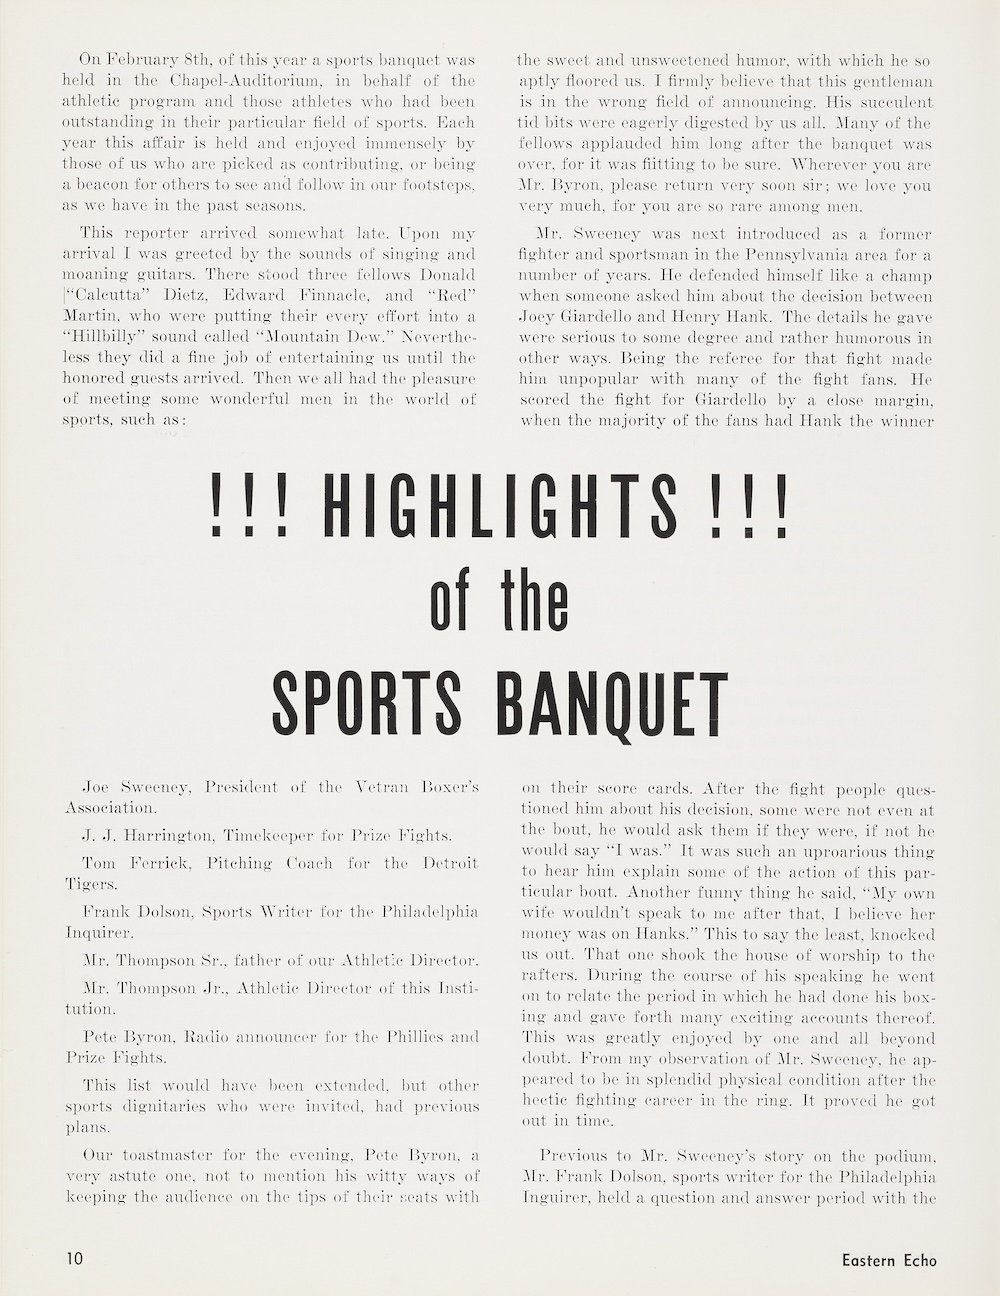 !!! HIGHLIGHTS !!!
of the
SPORTS BANQUET
On February 8th, of this year a sports banquet was
held in the Chapel-Auditorium, in behalf of the
athletic program and those athletes who had been
outstanding in their particular field of sports. Each
year this affair is held and enjoyed immensely by
those of us who are picked as contributing, or being
a beacon for others to see and follow in our footsteps,
as we have in the past seasons.
This reporter arrived somewhat late. Upon my
arrival I was greeted by the sounds of singing and
moaning guitars. There stood three fellows Donald
"Calcutta" Dietz, Edward Finnacle, and "Red"
Martin, who were putting their every effort into a
"Hillbilly" sound called "Mountain Dew." Neverthe-
less they did a fine job of entertaining us until the
honored guests arrived. Then we all had the pleasure
of meeting some wonderful men in the world of
sports, such as:
Joe Sweeney, President of the Vetran Boxer's
Association.
J. J. Harrington, Timekeeper for Prize Fights.
Tom Ferrick, Pitching Coach for the Detroit
Tigers.
Frank Dolson, Sports Writer for the Philadelphia
Inquirer.
Mr. Thompson Sr., father of our Athletic Director.
Mr. Thompson Jr., Athletic Director of this Insti-
tution.
Pete Byron, Radio announcer for the Phillies and
Prize Fights.
This list would have been extended, but other
sports dignitaries who were invited, had previous
plans.
Our toastmaster for the evening, Pete Byron, a
very astute one, not to mention his witty ways of
keeping the audience on the tips of their seats with
the sweet and unsweetened humor, with which he so
aptly floored us. I firmly believe that this gentleman
is in the wrong field of announcing. His succulent
tid bits were eagerly digested by us all. Many of the
fellows applauded him long after the banquet was
over, for it was fiitting to be sure. Wherever you are
Mr. Byron, please return very soon sir; we love you
very much, for you are so rare among men.
Mr. Sweeney was next introduced as a former
fighter and sportsman in the Pennsylvania area for a
number of years. He defended himself like a champ
when someone asked him about the decision between
Joey Giardello and Henry Hank. The details he gave
were serious to some degree and rather humorous in
other ways. Being the referee for that fight made
him unpopular with many of the fight fans. He
scored the fight for Giardello by a close margin,
when the majority of the fans had Hank the winner
on their score cards. After the fight people ques-
tioned him about his decision, some were not even at
the bout, he would ask them if they were, if not he
would say "I was." It was such an uproarious thing
to hear him explain some of the action of this par-
ticular bout. Another funny thing he said, "My own
wife wouldn't speak to me after that, I believe her
money was on Hanks." This to say the least, knocked
us out. That one shook the house of worship to the
rafters. During the course of his speaking he went
on to relate the period in which he had done his box-
ing and gave forth many exciting accounts thereof.
This was greatly enjoyed by one and all beyond
doubt. From my observation of Mr. Sweeney, he ap-
peared to be in splendid physical condition after the
hectic fighting career in the ring. It proved he got
out in time.
Previous to Mr. Sweeney's story on the podium,
Mr. Frank Dolson, sports writer for the Philadelphia
Inguirer, held a question and answer period with the
10
Eastern Echo